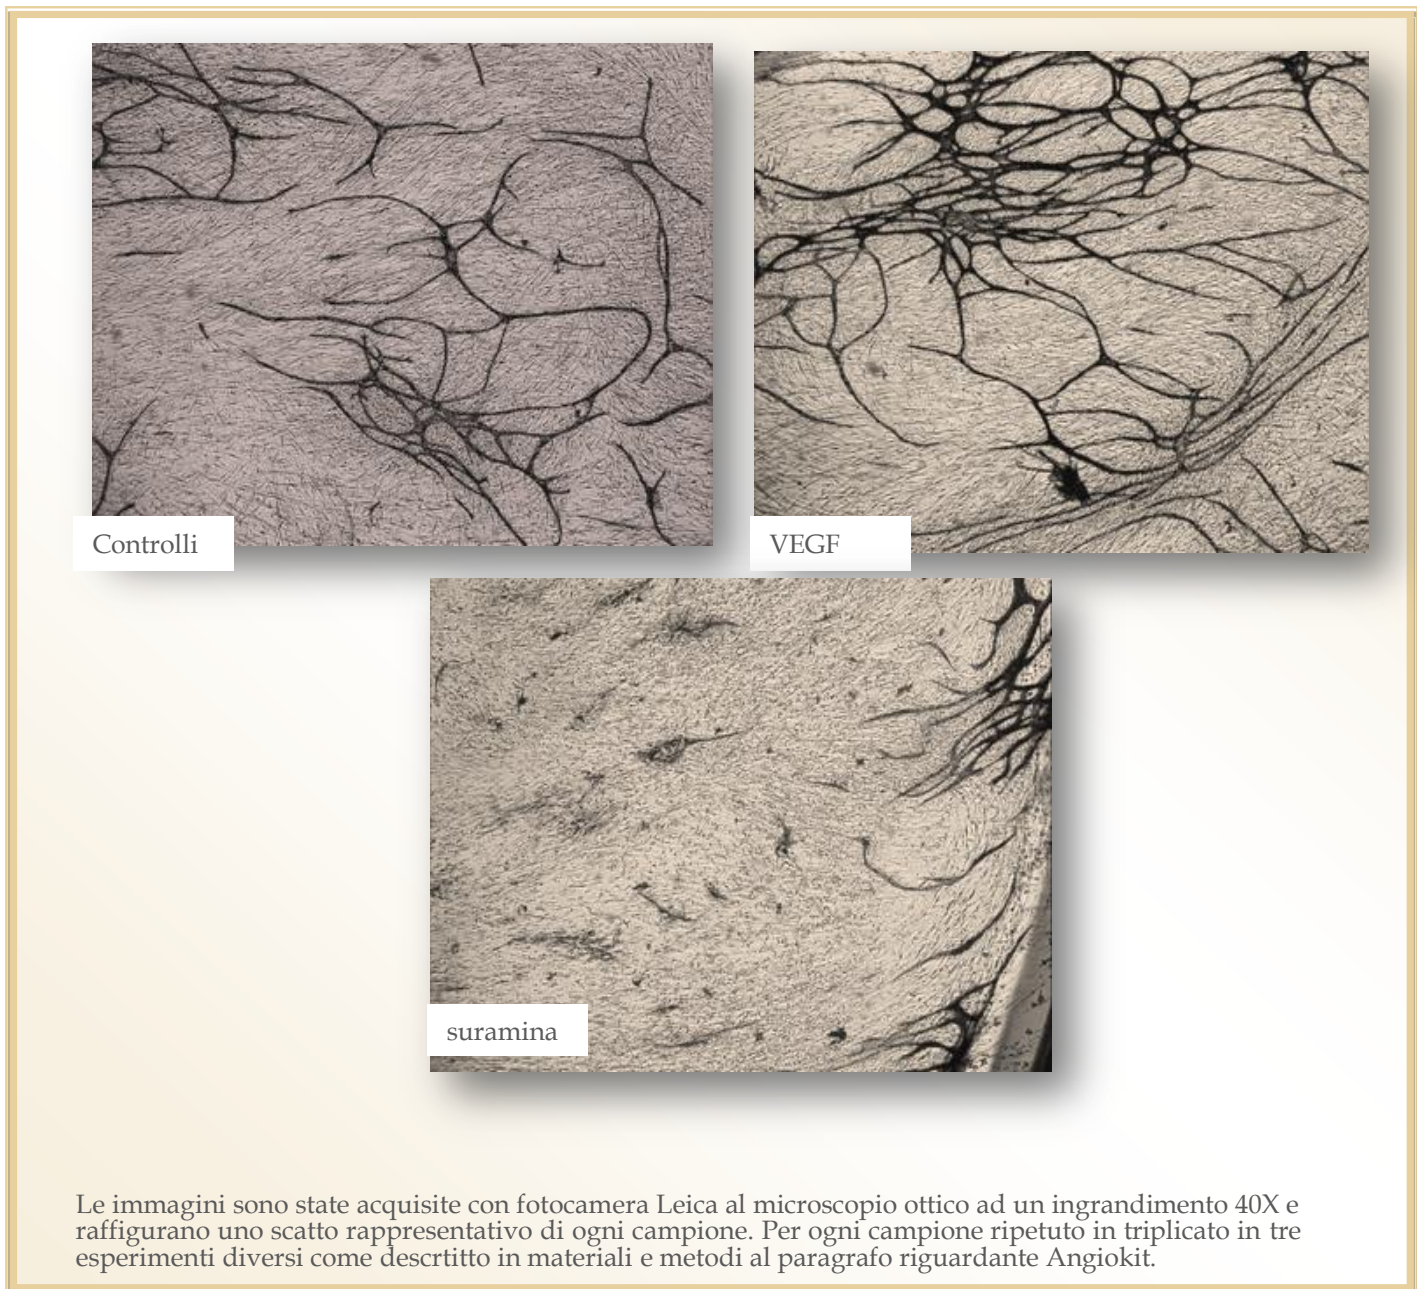 Controlli
VEGF
suramina
Le immagini sono state acquisite con fotocamera Leica al microscopio ottico ad un ingrandimento 40X e
raffigurano uno scatto rappresentativo di ogni campione. Per ogni campione ripetuto in triplicato in tre
esperimenti diversi come descrtitto in materiali e metodi al paragrafo riguardante Angiokit.